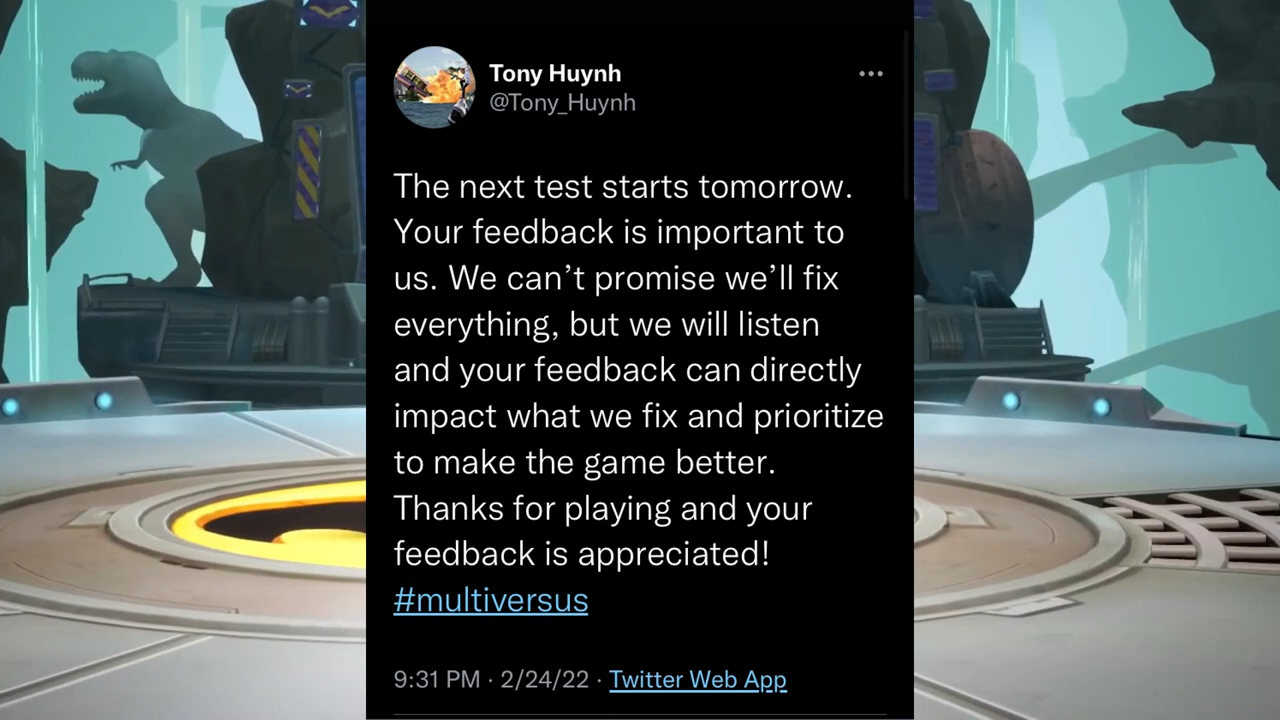 Tony Huynh
@Tony_Huynh
The next test starts tomorrow.
Your feedback is important to
us. We can’t promise we’ll fix
everything, but we will listen
and your feedback can directly
impact what we fix and prioritize
to make the game better.
Thanks for playing and your
feedback is appreciated!
#multiversus
9:31 PM · 2/24/22 · Twitter Web App